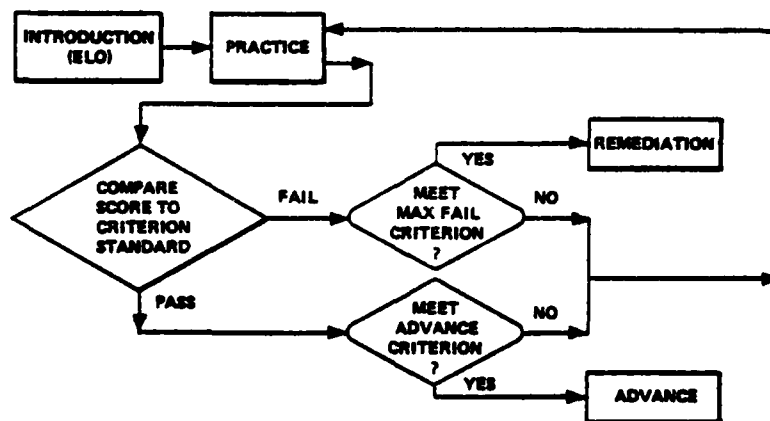 INTRODUCTION
(ELO)
PRACTICE
REMEDIATION
YES
COMPARE
SCORE TO
CRITERION
STANDARD
FAIL
MEET
MAX FAIL
CRITERION
?
NO
PASS
MEET
ADVANCE
CRITERION
?
NO
YES
ADVANCE